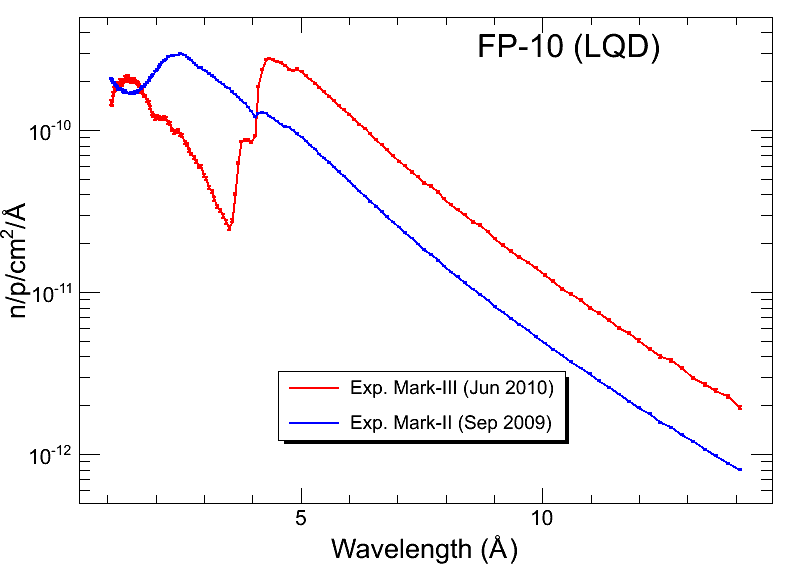 FP-10 (LQD)
n/p/cm²/Å
10⁻¹⁰
10⁻¹¹
10⁻¹²
Exp. Mark-III (Jun 2010)
Exp. Mark-II (Sep 2009)
5 10
Wavelength (Å)